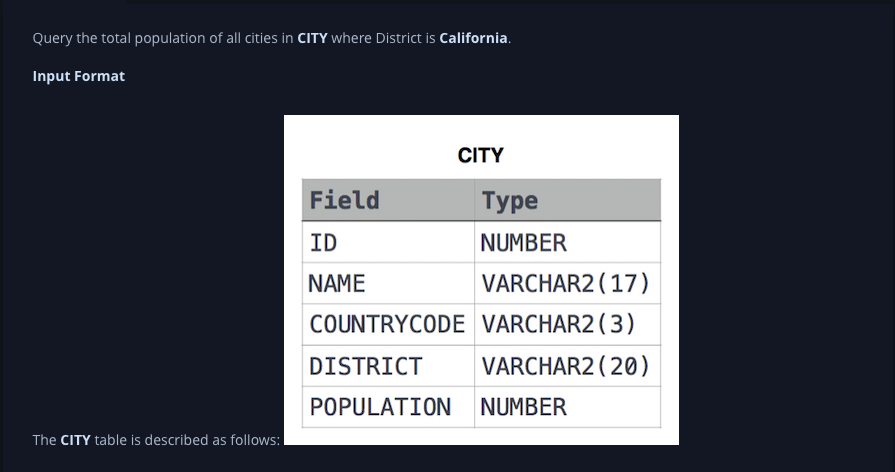 Query the total population of all cities in CITY where District is California.
Input Format
CITY
Field Type
ID NUMBER
NAME VARCHAR2(17)
COUNTRYCODE VARCHAR2(3)
DISTRICT VARCHAR2(20)
POPULATION NUMBER
The CITY table is described as follows: